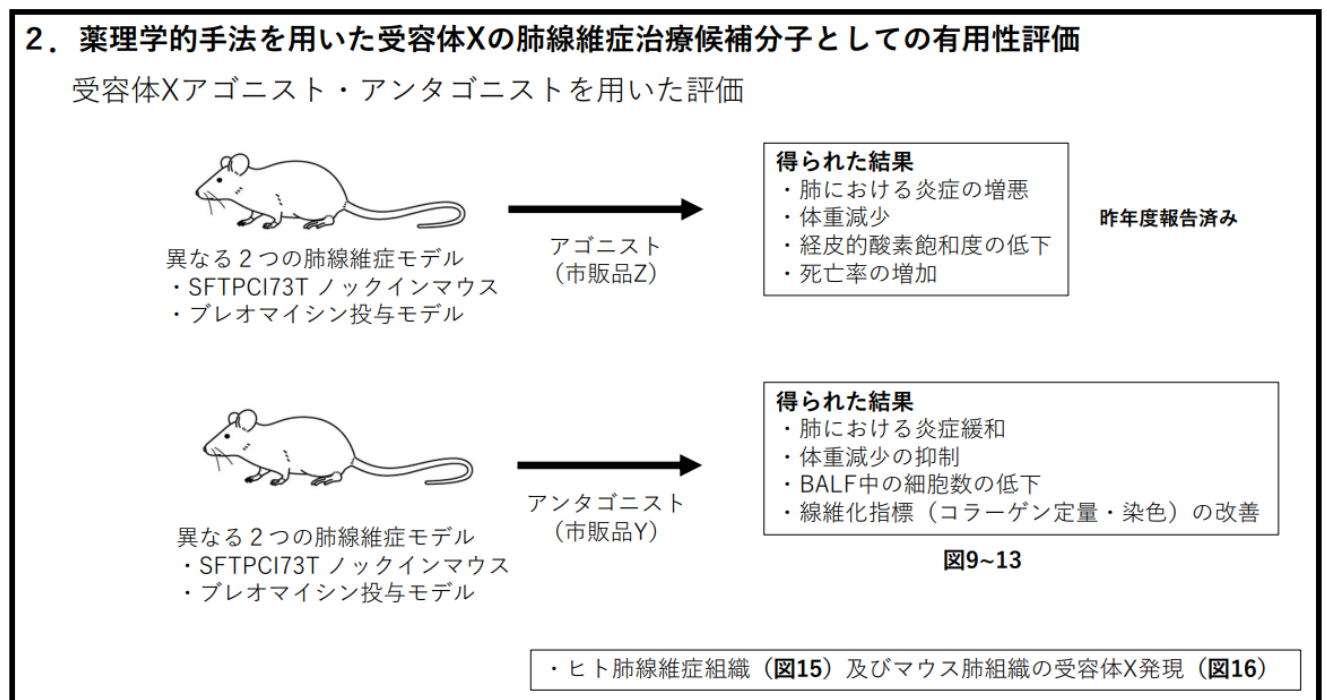 2．薬理学的手法を用いた受容体Xの肺線維症治療候補分子としての有用性評価
受容体Xアゴニスト・アンタゴニストを用いた評価
異なる２つの肺線維症モデル
・SFTPCI73T ノックインマウス
・ブレオマイシン投与モデル
アゴニスト
（市販品Z）
得られた結果
・肺における炎症の増悪
・体重減少
・経皮的酸素飽和度の低下
・死亡率の増加
昨年度報告済み
異なる２つの肺線維症モデル
・SFTPCI73T ノックインマウス
・ブレオマイシン投与モデル
アンタゴニスト
（市販品Y）
得られた結果
・肺における炎症緩和
・体重減少の抑制
・BALF中の細胞数の低下
・線維化指標（コラーゲン定量・染色）の改善
図9~13
・ヒト肺線維症組織（図15）及びマウス肺組織の受容体X発現（図16）